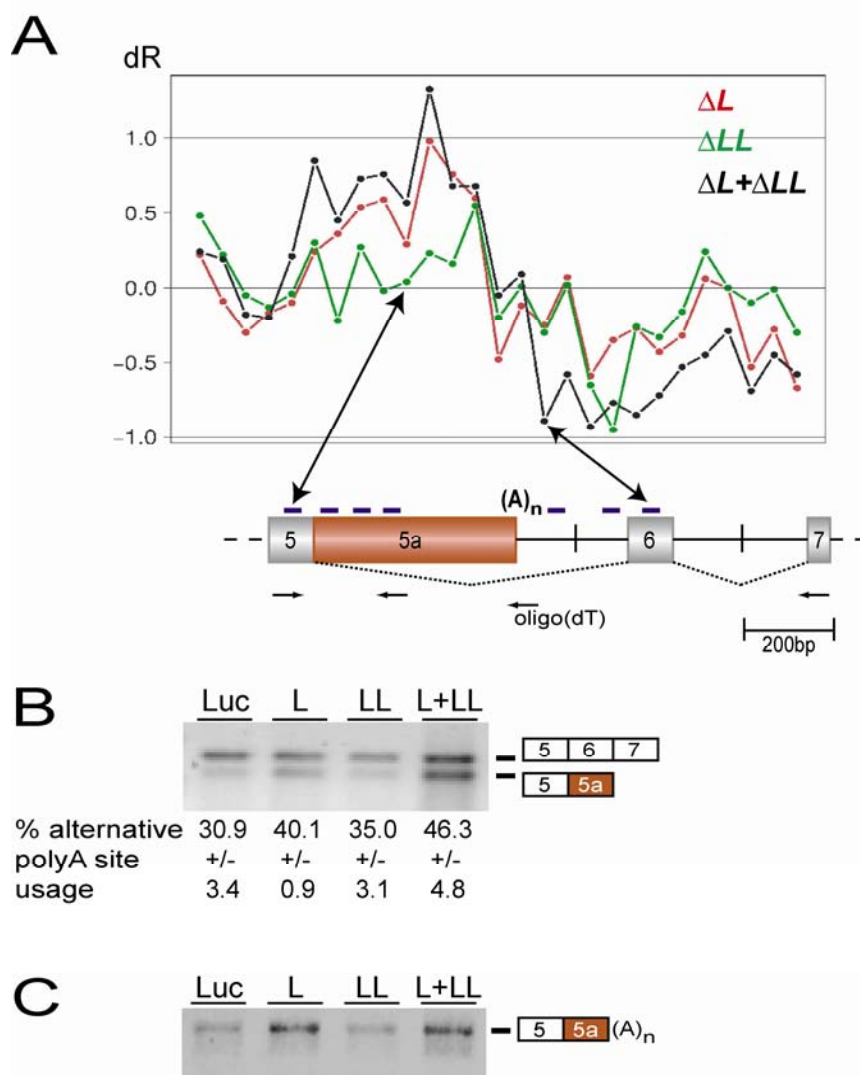 A
dR
ΔL
ΔLL
ΔL+ΔLL
1.0
0.5
0.0
−0.5
−1.0
(A)n
5 5a 6 7
oligo(dT)
200bp
B
Luc L LL L+LL
5 6 7
5 5a
% alternative 30.9 40.1 35.0 46.3
polyA site +/- +/- +/- +/-
usage 3.4 0.9 3.1 4.8
C
Luc L LL L+LL
5 5a (A)n